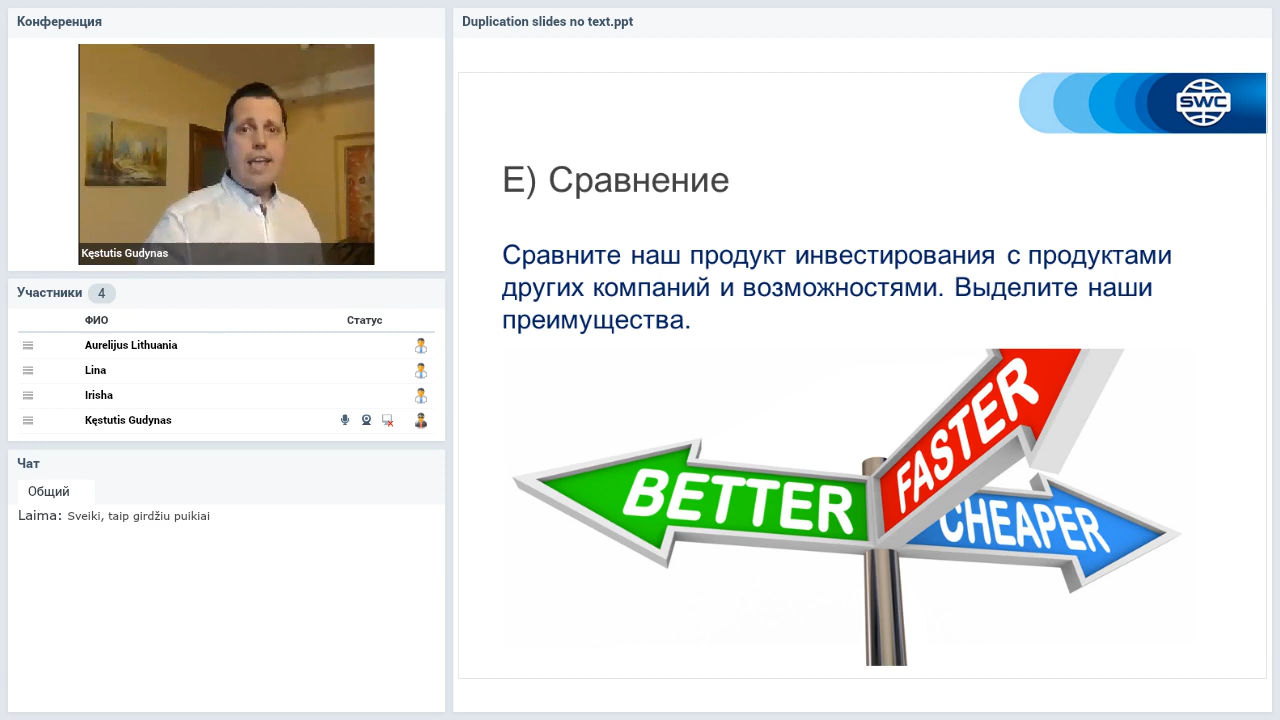 Конференция
Kęstutis Gudynas
Участники 4
ФИО Статус
Aurelijus Lithuania
Lina
Irisha
Kęstutis Gudynas
Чат
Общий
Laima: Sveiki, taip girdžiu puikiai
Duplication slides no text.ppt
SWC
Е) Сравнение
Сравните наш продукт инвестирования с продуктами
других компаний и возможностями. Выделите наши
преимущества.
BETTER
FASTER
CHEAPER